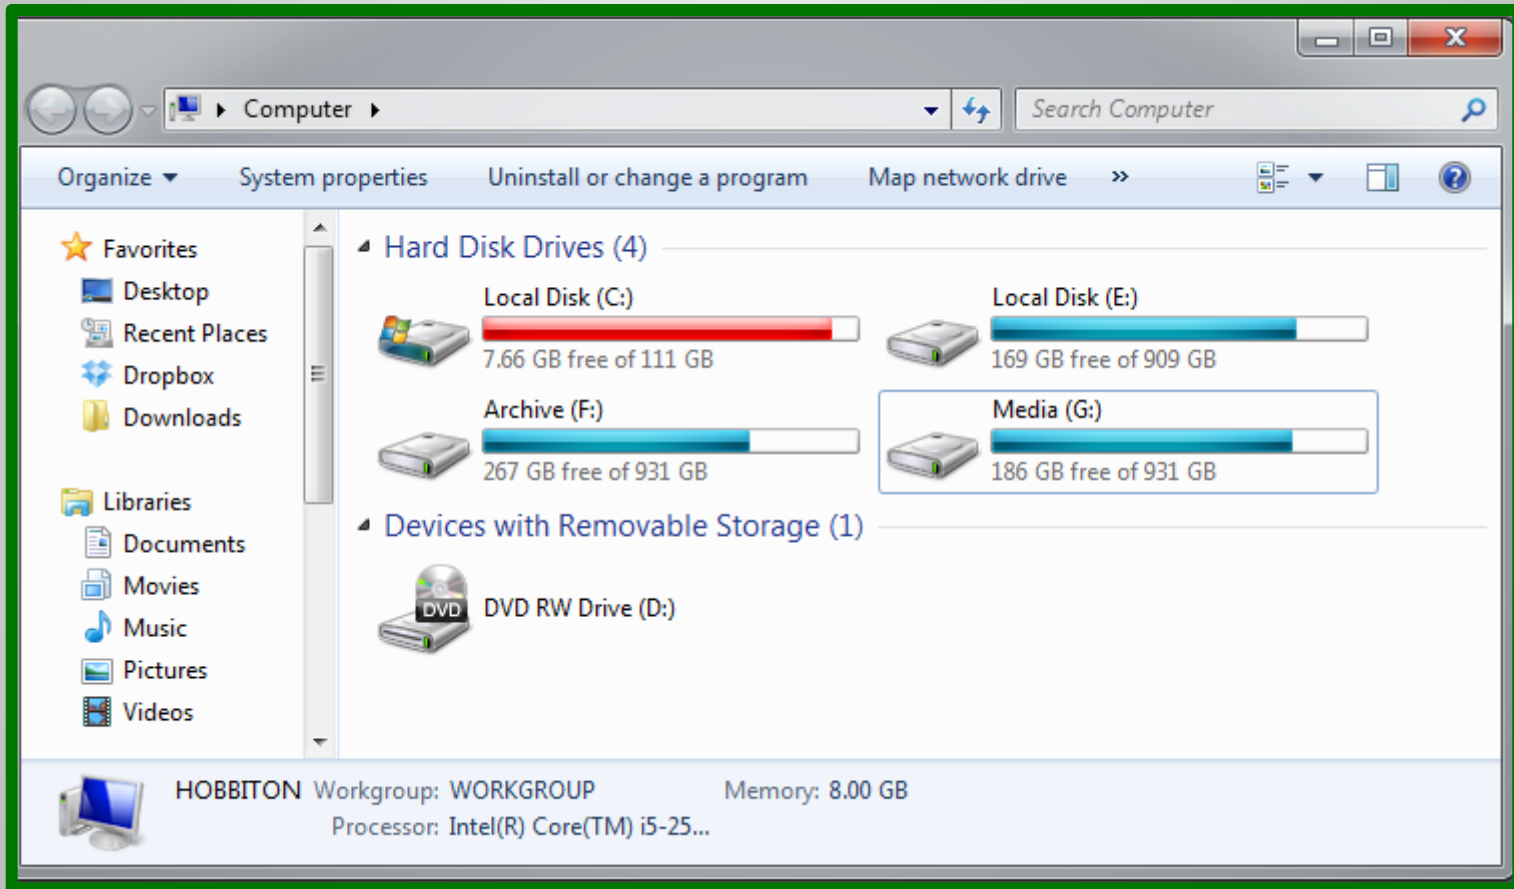 Computer
Search Computer
Organize System properties Uninstall or change a program Map network drive »
Favorites
Desktop
Recent Places
Dropbox
Downloads
Libraries
Documents
Movies
Music
Pictures
Videos
Hard Disk Drives (4)
Local Disk (C:)
7.66 GB free of 111 GB
Local Disk (E:)
169 GB free of 909 GB
Archive (F:)
267 GB free of 931 GB
Media (G:)
186 GB free of 931 GB
Devices with Removable Storage (1)
DVD
DVD RW Drive (D:)
HOBBITON Workgroup: WORKGROUP Memory: 8.00 GB
Processor: Intel(R) Core(TM) i5-25...